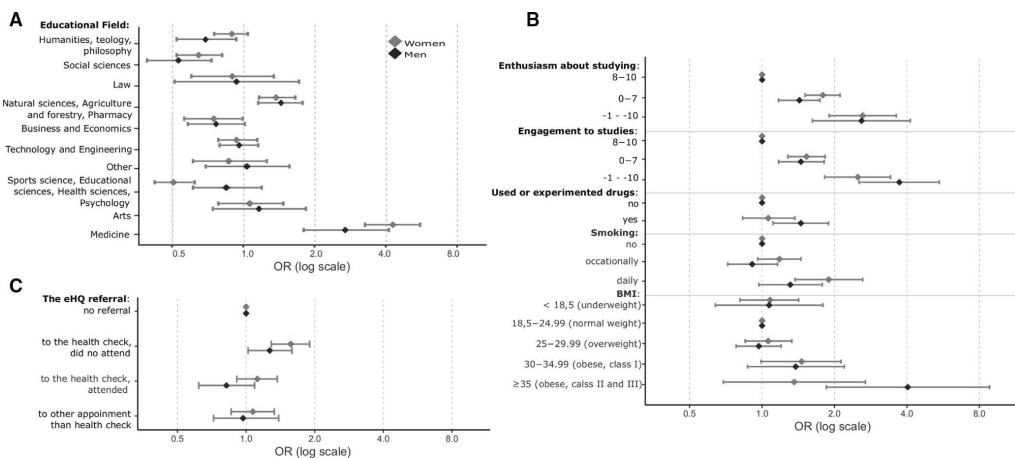 A
Educational Field:
Humanities, teology,
philosophy
Social sciences
Law
Natural sciences, Agriculture
and forestry, Pharmacy
Business and Economics
Technology and Engineering
Other
Sports science, Educational
sciences, Health sciences,
Psychology
Arts
Medicine
Women
Men
0.5 1.0 2.0 4.0 8.0
OR (log scale)
C
The eHQ referral:
no referral
to the health check,
did no attend
to the health check,
attended
to other appointment
than health check
0.5 1.0 2.0 4.0 8.0
OR (log scale)
B
Enthusiasm about studying:
8−10
0−7
-1 - -10
Engagement to studies:
8−10
0−7
-1 - -10
Used or experimented drugs:
no
yes
Smoking:
no
occationally
daily
BMI:
< 18,5 (underweight)
18,5−24.99 (normal weight)
25−29.99 (overweight)
30−34.99 (obese, class I)
≥35 (obese, calss II and III)
0.5 1.0 2.0 4.0 8.0
OR (log scale)